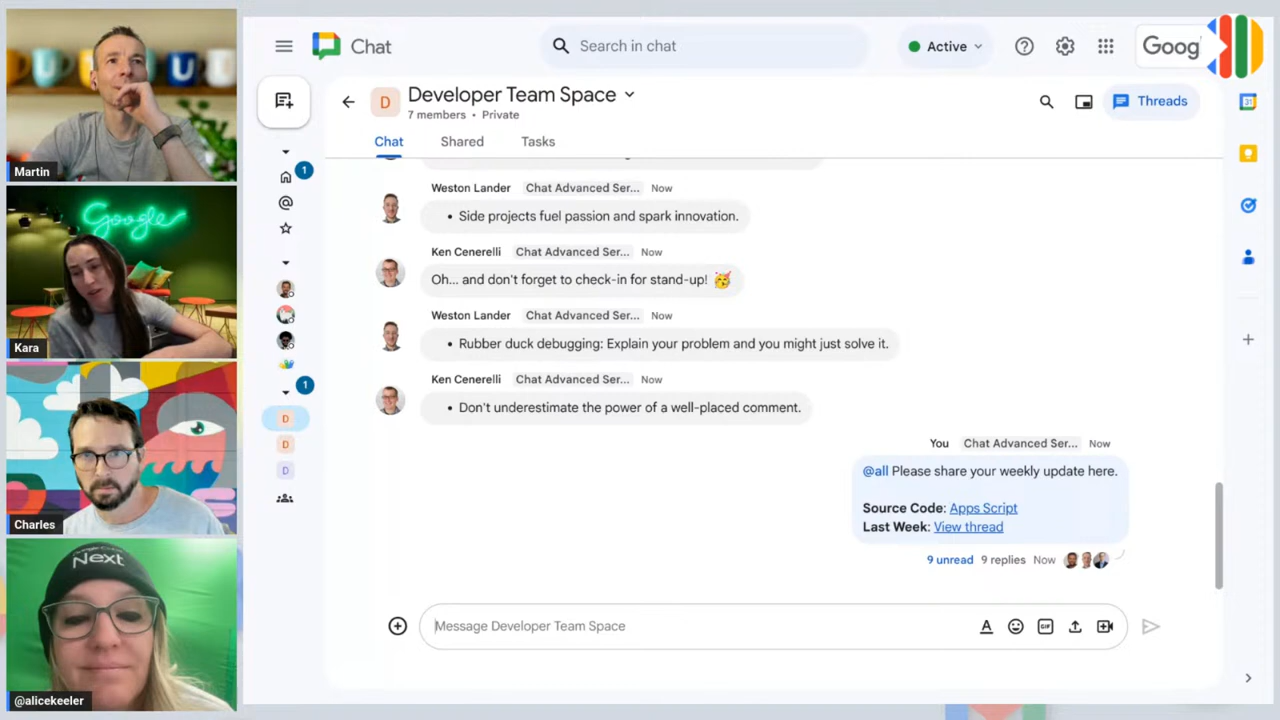 Martin
Google
Kara
Charles
NEXT
@alicekeeler
Chat
Search in chat
Active
Goog
D
Developer Team Space
7 members • Private
Threads
Chat
Shared
Tasks
1
31
Weston Lander Chat Advanced Ser... Now
• Side projects fuel passion and spark innovation.
Ken Cenerelli Chat Advanced Ser... Now
Oh... and don't forget to check-in for stand-up! 🥳
Weston Lander Chat Advanced Ser... Now
• Rubber duck debugging: Explain your problem and you might just solve it.
Ken Cenerelli Chat Advanced Ser... Now
• Don't underestimate the power of a well-placed comment.
1
D
D
D
You Chat Advanced Ser... Now
@all Please share your weekly update here.
Source Code: Apps Script
Last Week: View thread
9 unread 9 replies Now
Message Developer Team Space
A
GIF